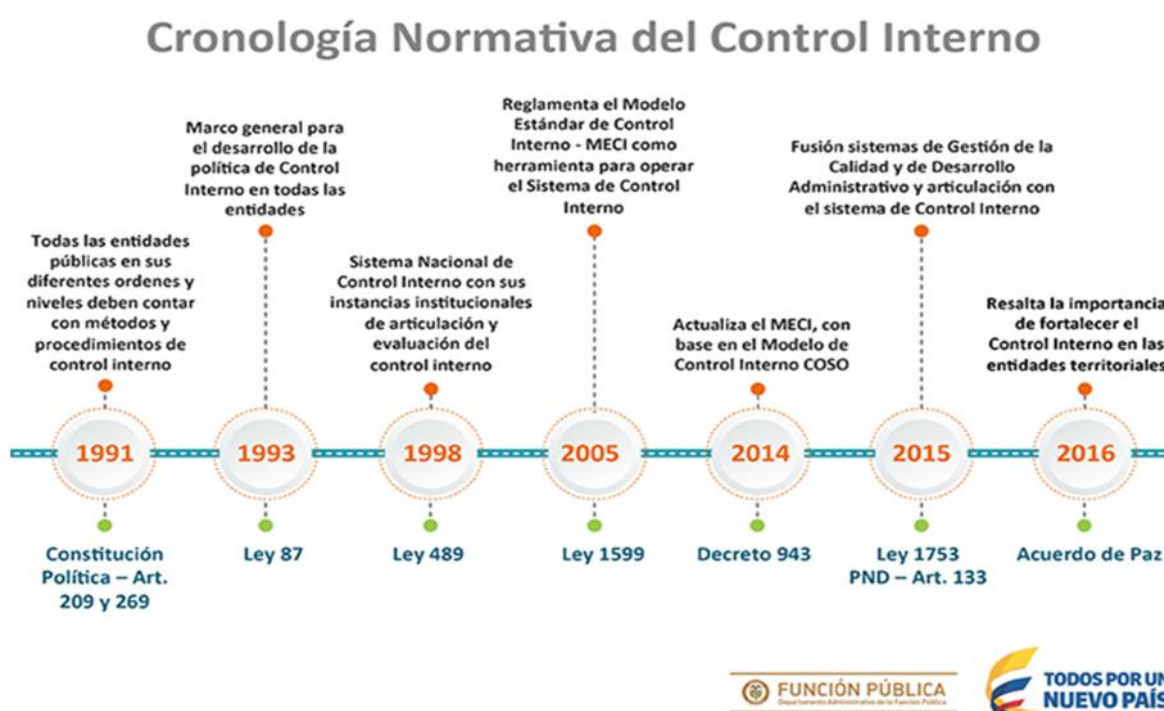 Cronología Normativa del Control Interno
Todas las entidades
públicas en sus
diferentes ordenes y
niveles deben contar
con métodos y
procedimientos de
control interno
1991
Constitución
Política – Art.
209 y 269
Marco general para
el desarrollo de la
política de Control
Interno en todas las
entidades
1993
Ley 87
Sistema Nacional de
Control Interno con sus
instancias institucionales
de articulación y
evaluación del
control interno
1998
Ley 489
Reglamenta el Modelo
Estándar de Control
Interno - MECI como
herramienta para operar
el Sistema de Control
Interno
2005
Ley 1599
Actualiza el MECI, con
base en el Modelo de
Control Interno COSO
2014
Decreto 943
Fusión sistemas de Gestión de la
Calidad y de Desarrollo
Administrativo y articulación con
el sistema de Control Interno
2015
Ley 1753
PND – Art. 133
Resalta la importancia
de fortalecer el
Control Interno en las
entidades territoriales
2016
Acuerdo de Paz
FUNCIÓN PÚBLICA
Departamento Administrativo de la Función Pública
TODOS POR UN
NUEVO PAÍS